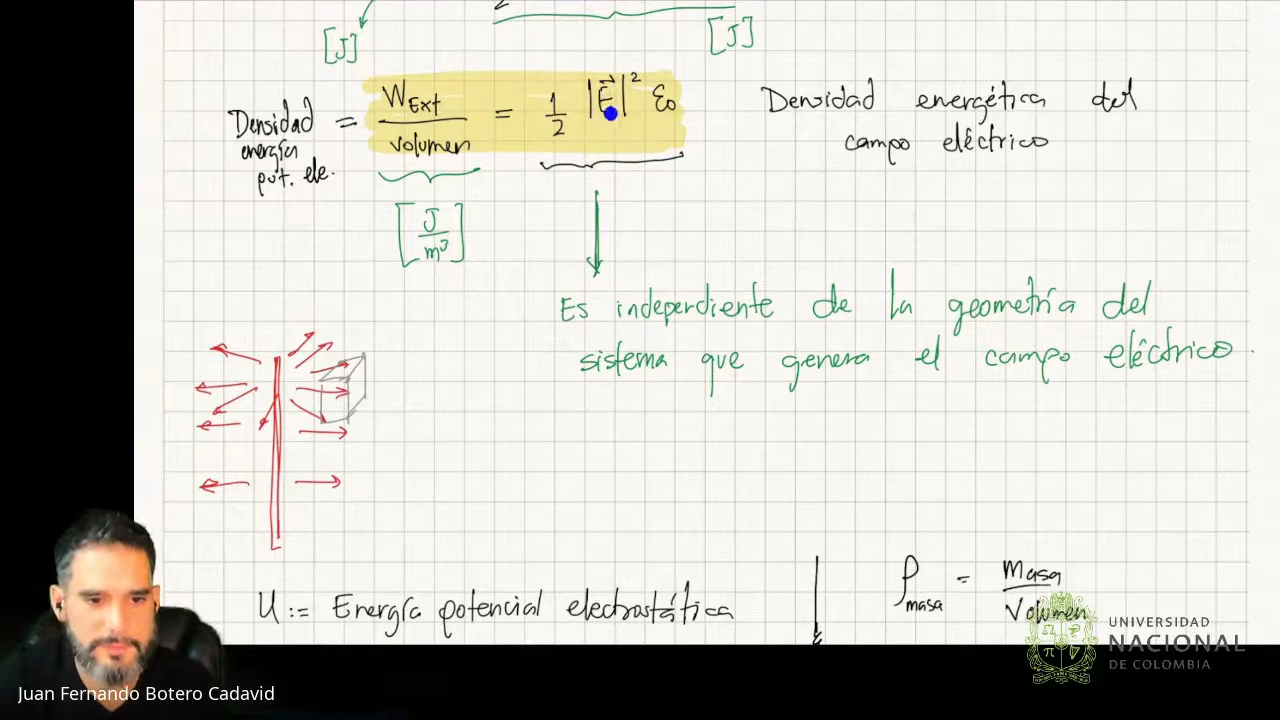 [J]
[J]
Densidad energía pot. ele. = W_Ext / volumen = 1/2 |E⃗|² ε₀
Densidad energética del
campo eléctrico
[J/m³]
Es independiente de la geometría del
sistema que genera el campo eléctrico.
U := Energía potencial electrostática
ρ_masa = Masa / Volumen
UNIVERSIDAD
NACIONAL
DE COLOMBIA
Juan Fernando Botero Cadavid